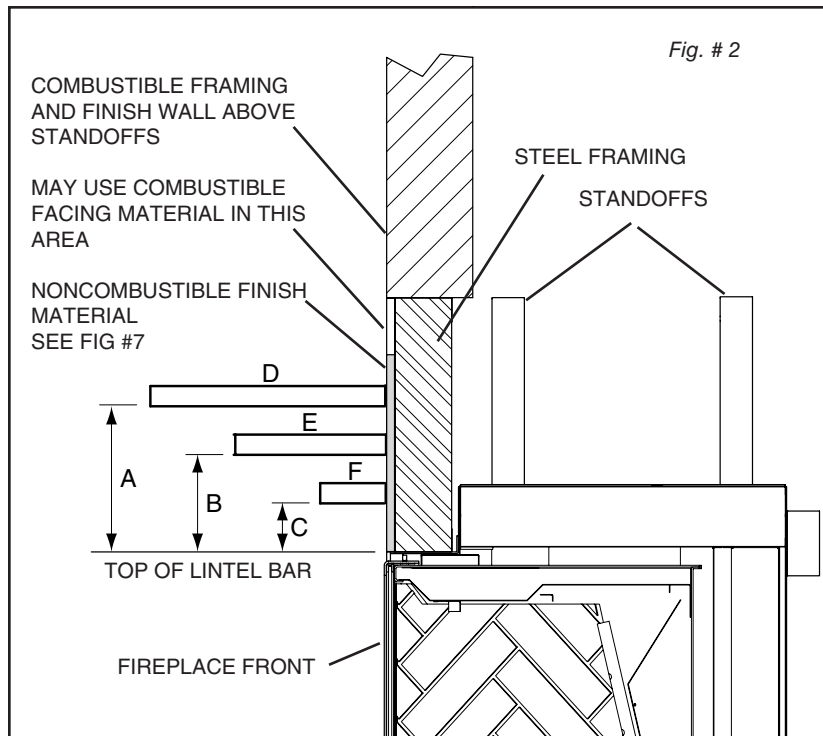 Fig. # 2
COMBUSTIBLE FRAMING
AND FINISH WALL ABOVE
STANDOFFS
STEEL FRAMING
STANDOFFS
MAY USE COMBUSTIBLE
FACING MATERIAL IN THIS
AREA
NONCOMBUSTIBLE FINISH
MATERIAL
SEE FIG #7
D
E
F
A
B
C
TOP OF LINTEL BAR
FIREPLACE FRONT